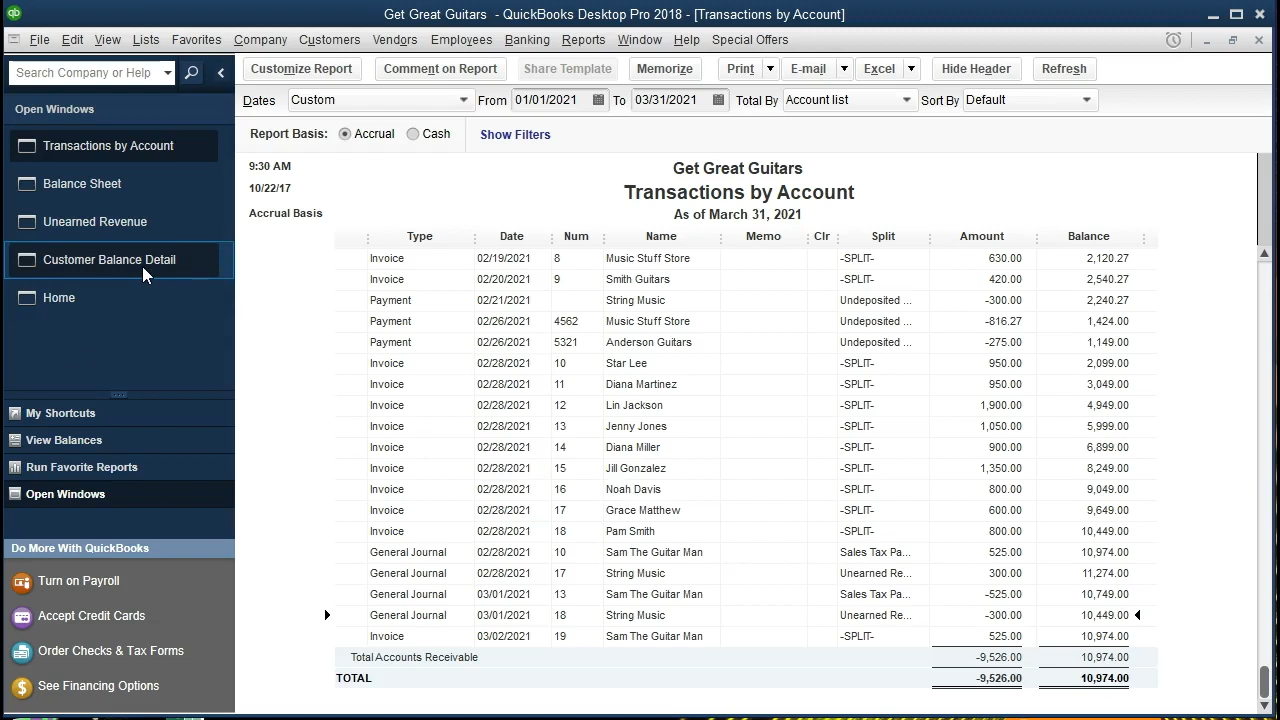 Get Great Guitars - QuickBooks Desktop Pro 2018 - [Transactions by Account]
File Edit View Lists Favorites Company Customers Vendors Employees Banking Reports Window Help Special Offers
Search Company or Help
Customize Report Comment on Report Share Template Memorize Print E-mail Excel Hide Header Refresh
Dates Custom From 01/01/2021 To 03/31/2021 Total By Account list Sort By Default
Report Basis: Accrual Cash Show Filters
Open Windows
Transactions by Account
Balance Sheet
Unearned Revenue
Customer Balance Detail
Home
My Shortcuts
View Balances
Run Favorite Reports
Open Windows
Do More With QuickBooks
Turn on Payroll
Accept Credit Cards
Order Checks & Tax Forms
See Financing Options
9:30 AM
10/22/17
Accrual Basis
Get Great Guitars
Transactions by Account
As of March 31, 2021
Type Date Num Name Memo Clr Split Amount Balance
Invoice 02/19/2021 8 Music Stuff Store -SPLIT- 630.00 2,120.27
Invoice 02/20/2021 9 Smith Guitars -SPLIT- 420.00 2,540.27
Payment 02/21/2021 String Music Undeposited ... -300.00 2,240.27
Payment 02/26/2021 4562 Music Stuff Store Undeposited ... -816.27 1,424.00
Payment 02/26/2021 5321 Anderson Guitars Undeposited ... -275.00 1,149.00
Invoice 02/28/2021 10 Star Lee -SPLIT- 950.00 2,099.00
Invoice 02/28/2021 11 Diana Martinez -SPLIT- 950.00 3,049.00
Invoice 02/28/2021 12 Lin Jackson -SPLIT- 1,900.00 4,949.00
Invoice 02/28/2021 13 Jenny Jones -SPLIT- 1,050.00 5,999.00
Invoice 02/28/2021 14 Diana Miller -SPLIT- 900.00 6,899.00
Invoice 02/28/2021 15 Jill Gonzalez -SPLIT- 1,350.00 8,249.00
Invoice 02/28/2021 16 Noah Davis -SPLIT- 800.00 9,049.00
Invoice 02/28/2021 17 Grace Matthew -SPLIT- 600.00 9,649.00
Invoice 02/28/2021 18 Pam Smith -SPLIT- 800.00 10,449.00
General Journal 02/28/2021 10 Sam The Guitar Man Sales Tax Pa... 525.00 10,974.00
General Journal 02/28/2021 17 String Music Unearned Re... 300.00 11,274.00
General Journal 03/01/2021 13 Sam The Guitar Man Sales Tax Pa... -525.00 10,749.00
General Journal 03/01/2021 18 String Music Unearned Re... -300.00 10,449.00
Invoice 03/02/2021 19 Sam The Guitar Man -SPLIT- 525.00 10,974.00
Total Accounts Receivable -9,526.00 10,974.00
TOTAL -9,526.00 10,974.00